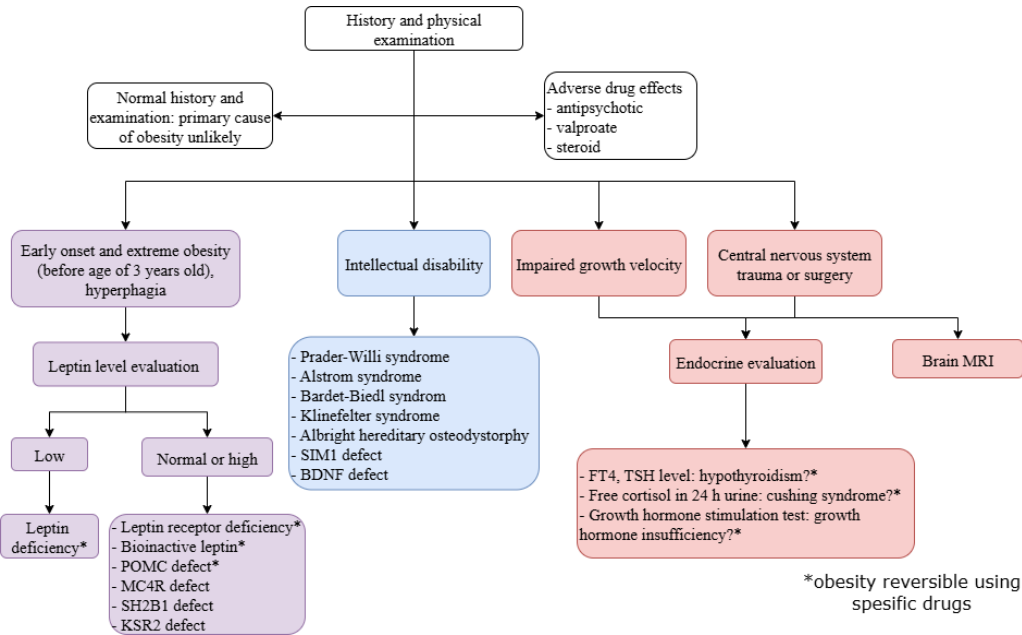 History and physical
examination
Normal history and
examination: primary cause
of obesity unlikely
Adverse drug effects
- antipsychotic
- valproate
- steroid
Early onset and extreme obesity
(before age of 3 years old),
hyperphagia
Intellectual disability
Impaired growth velocity
Central nervous system
trauma or surgery
Leptin level evaluation
- Prader-Willi syndrome
- Alstrom syndrome
- Bardet-Biedl syndrom
- Klinefelter syndrome
- Albright hereditary osteodystorphy
- SIM1 defect
- BDNF defect
Endocrine evaluation
Brain MRI
Low
Normal or high
Leptin
deficiency*
- Leptin receptor deficiency*
- Bioinactive leptin*
- POMC defect*
- MC4R defect
- SH2B1 defect
- KSR2 defect
- FT4, TSH level: hypothyroidism?*
- Free cortisol in 24 h urine: cushing syndrome?*
- Growth hormone stimulation test: growth
hormone insufficiency?*
*obesity reversible using
spesific drugs